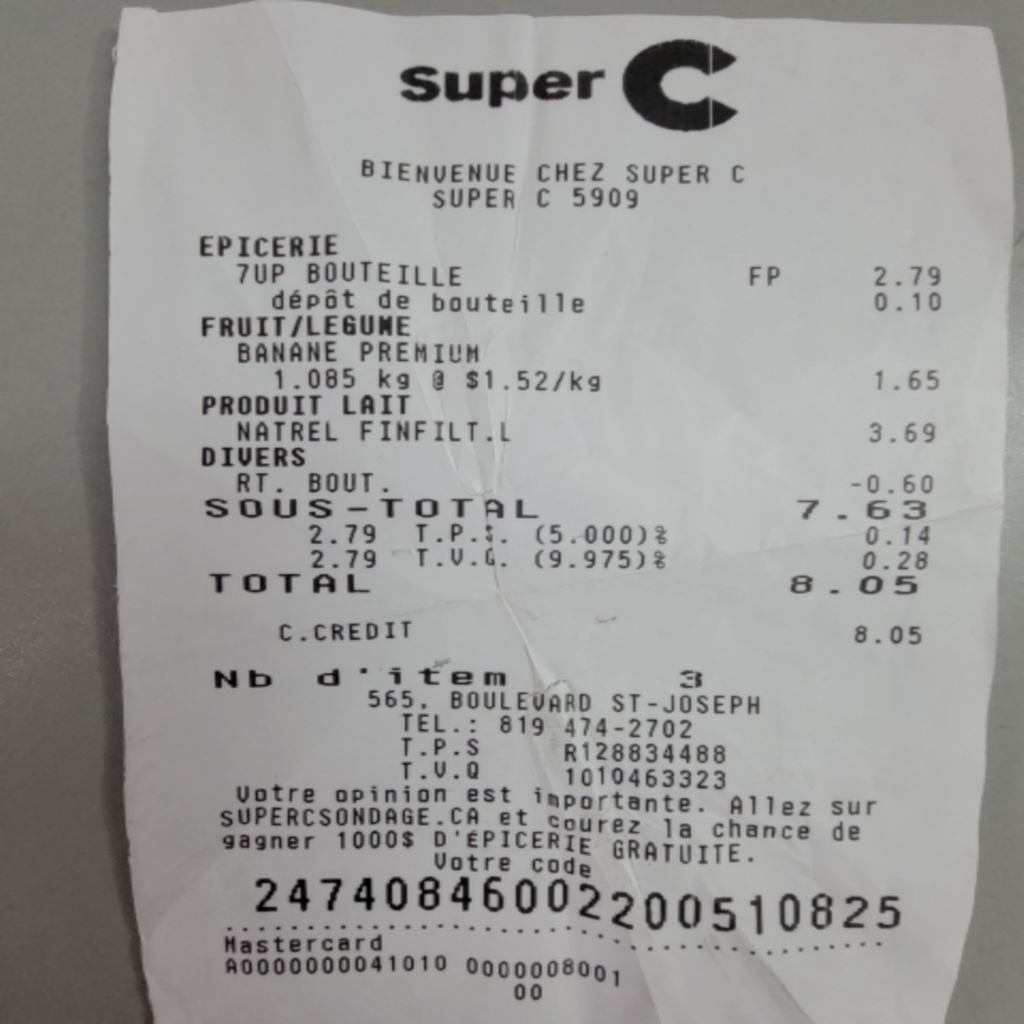 Super C
BIENVENUE CHEZ SUPER C
SUPER C 5909
EPICERIE
7UP BOUTEILLE FP 2.79
dépôt de bouteille 0.10
FRUIT/LEGUME
BANANE PREMIUM
1.085 kg @ $1.52/kg 1.65
PRODUIT LAIT
NATREL FINFILT.L 3.69
DIVERS
RT. BOUT. -0.60
SOUS-TOTAL 7.63
2.79 T.P.S. (5.000)% 0.14
2.79 T.V.Q. (9.975)% 0.28
TOTAL 8.05
C.CREDIT 8.05
Nb d'item 3
565, BOULEVARD ST-JOSEPH
TEL.: 819 474-2702
T.P.S R128834488
T.V.Q 1010463323
Votre opinion est importante. Allez sur
SUPERCSONDAGE.CA et courez la chance de
gagner 1000$ D'ÉPICERIE GRATUITE.
Votre code
24740846002200510825
Mastercard
A0000000041010 0000008001
00